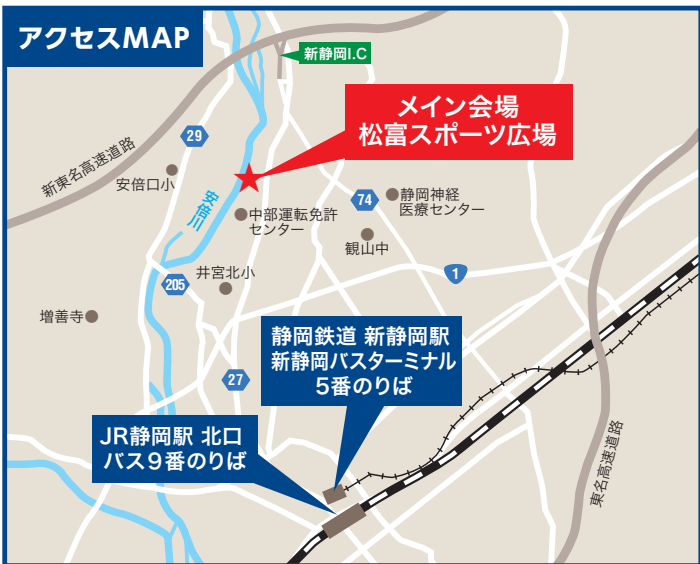 アクセスMAP
新静岡I.C
メイン会場
松富スポーツ広場
29
新東名高速道路
安倍口小
安倍川
74
静岡神経
医療センター
中部運転免許
センター
観山中
1
205
井宮北小
増善寺
静岡鉄道 新静岡駅
新静岡バスターミナル
5番のりば
27
JR静岡駅 北口
バス9番のりば
東名高速道路